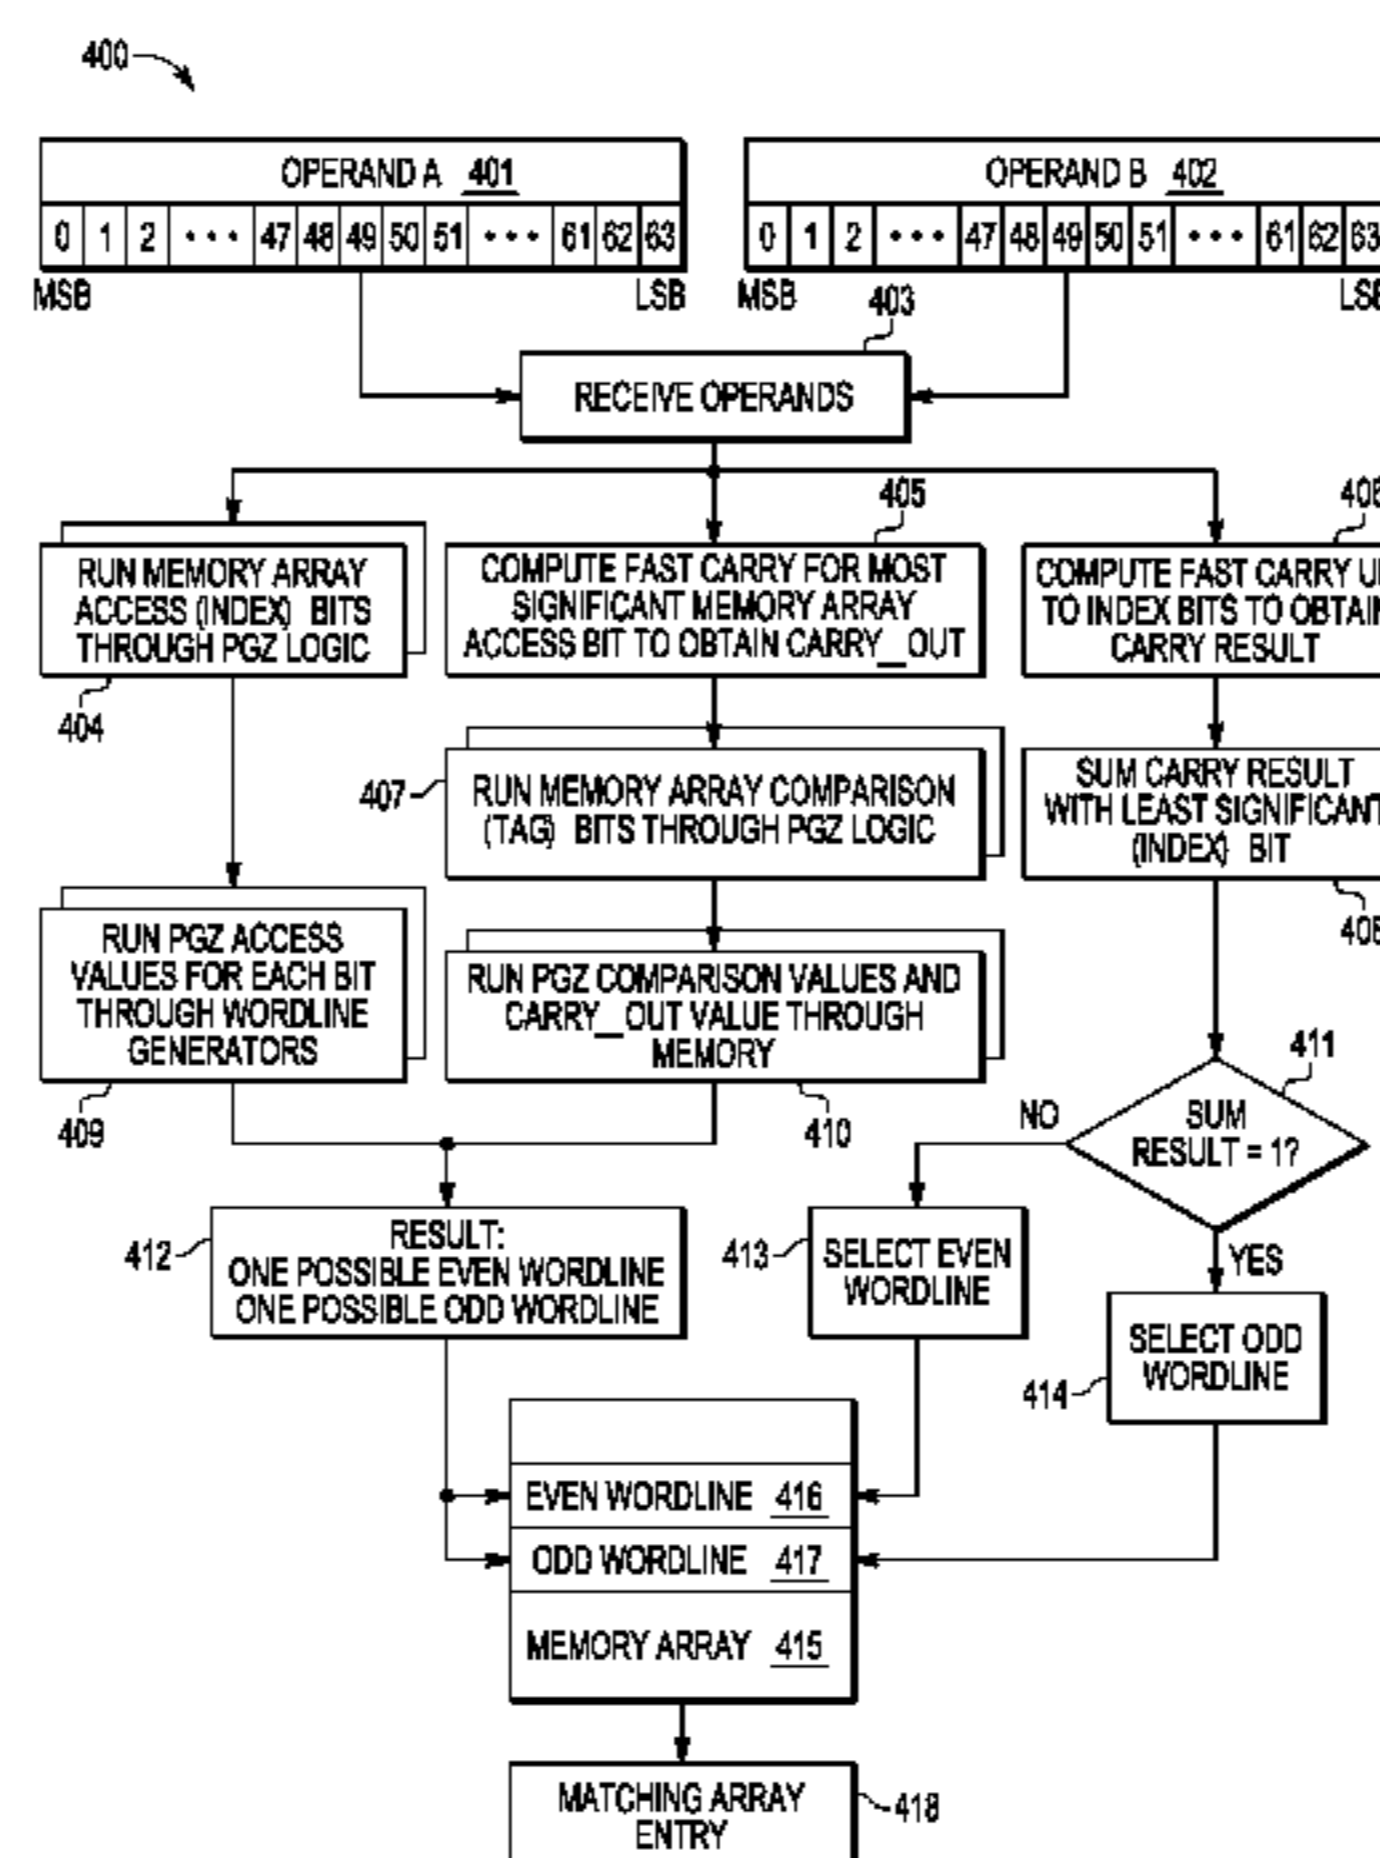 400
OPERAND A 401
0 1 2 ••• 47 48 49 50 51 ••• 61 62 63
MSB LSB
OPERAND B 402
0 1 2 ••• 47 48 49 50 51 ••• 61 62 63
MSB
403
RECEIVE OPERANDS
RUN MEMORY ARRAY
ACCESS (INDEX) BITS
THROUGH PGZ LOGIC
404
405
COMPUTE FAST CARRY FOR MOST
SIGNIFICANT MEMORY ARRAY
ACCESS BIT TO OBTAIN CARRY_OUT
COMPUTE FAST CARRY
TO INDEX BITS TO OBTAIN
CARRY RESULT
407
RUN MEMORY ARRAY COMPARISON
(TAG) BITS THROUGH PGZ LOGIC
SUM CARRY RESULT
WITH LEAST SIGNIFICANT
(INDEX) BIT
RUN PGZ ACCESS
VALUES FOR EACH BIT
THROUGH WORDLINE
GENERATORS
409
RUN PGZ COMPARISON VALUES AND
CARRY_OUT VALUE THROUGH
MEMORY
410
411
SUM
RESULT = 1?
NO
YES
412
RESULT:
ONE POSSIBLE EVEN WORDLINE
ONE POSSIBLE ODD WORDLINE
413
SELECT EVEN
WORDLINE
414
SELECT ODD
WORDLINE
EVEN WORDLINE 416
ODD WORDLINE 417
MEMORY ARRAY 415
MATCHING ARRAY
ENTRY
418